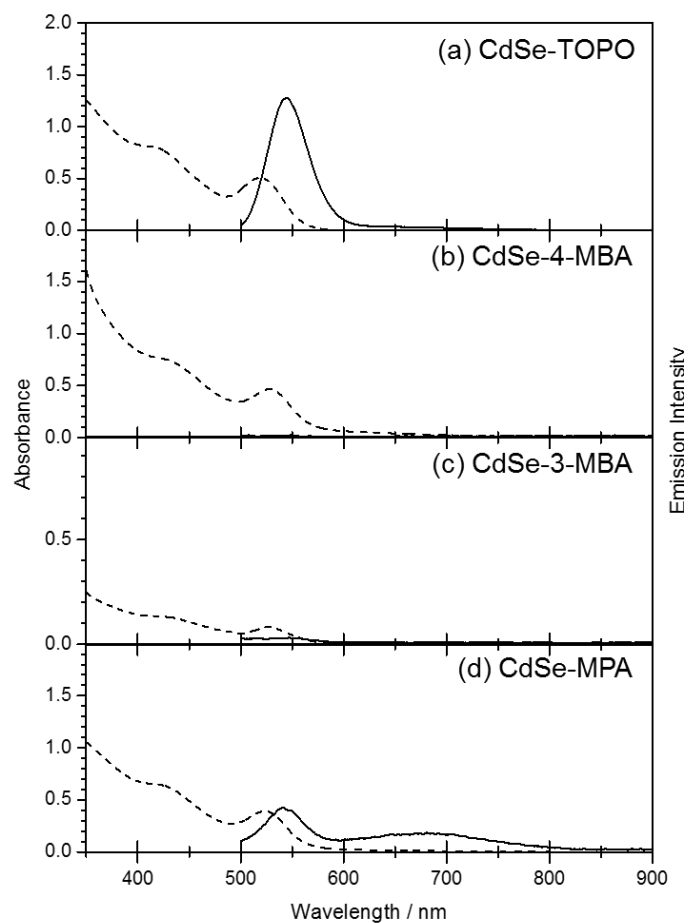 2.0
(a) CdSe-TOPO
1.5
1.0
0.5
0.0
(b) CdSe-4-MBA
1.5
1.0
0.5
0.0
Absorbance
Emission Intensity
(c) CdSe-3-MBA
0.5
0.0
(d) CdSe-MPA
1.5
1.0
0.5
0.0
400 500 600 700 800 900
Wavelength / nm